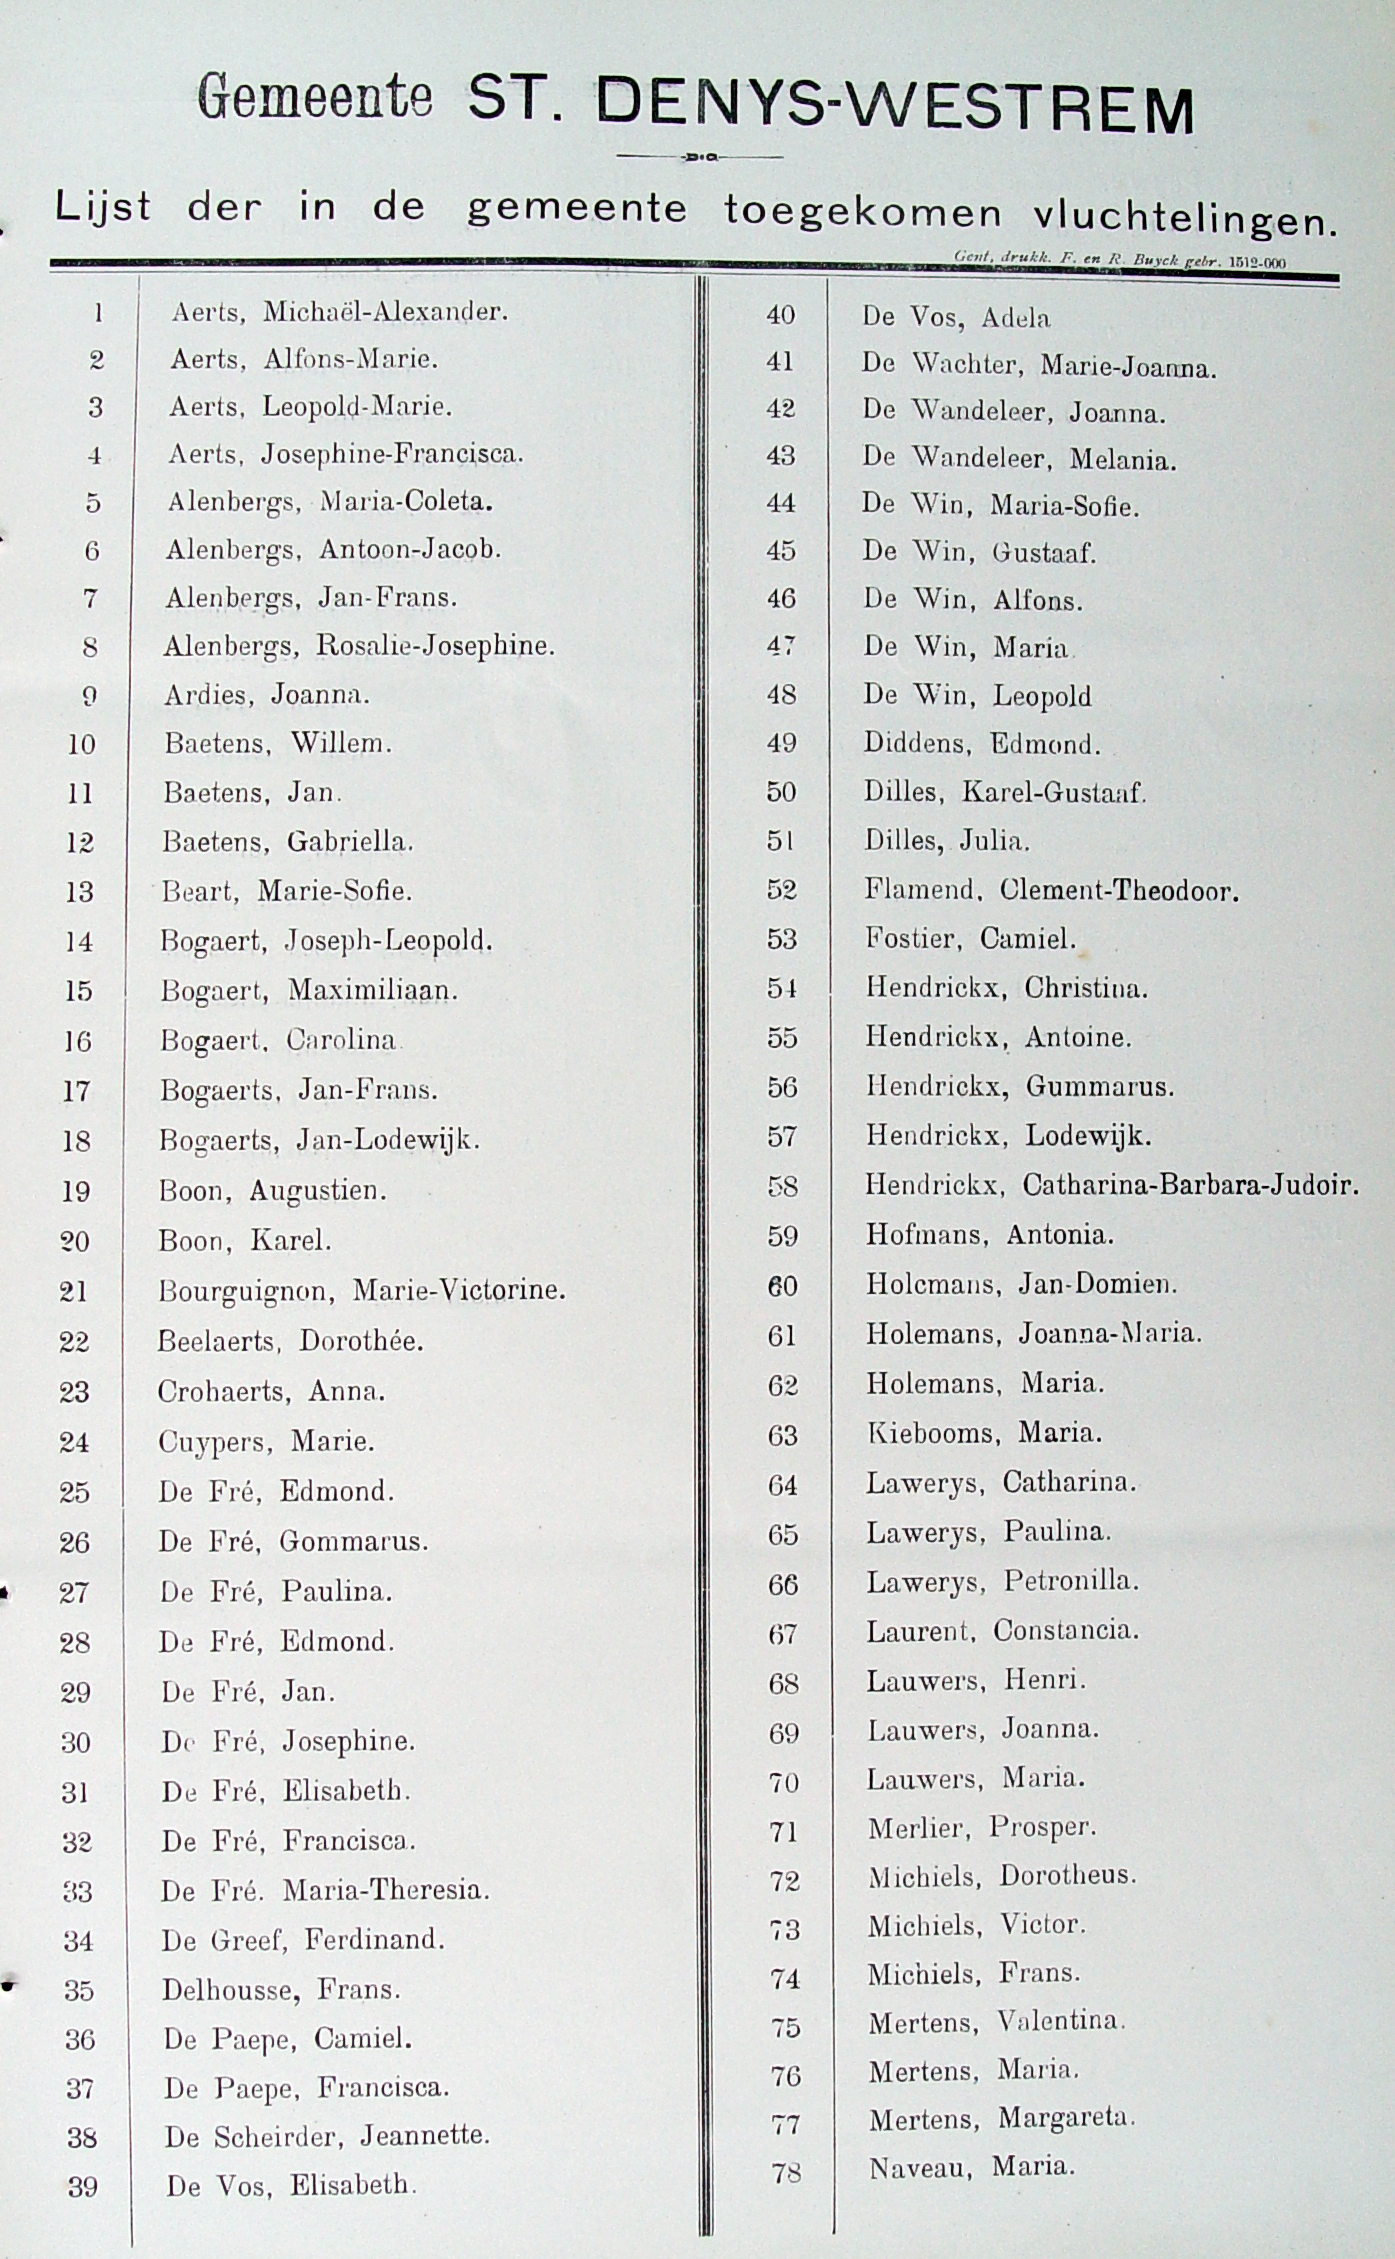 Gemeente ST. DENYS-WESTREM
Lijst der in de gemeente toegekomen vluchtelingen.
Gent, drukk. F. en R. Buyck gebr. 1512-000
1 Aerts, Michaël-Alexander.
2 Aerts, Alfons-Marie.
3 Aerts, Leopold-Marie.
4 Aerts, Josephine-Francisca.
5 Alenbergs, Maria-Coleta.
6 Alenbergs, Antoon-Jacob.
7 Alenbergs, Jan-Frans.
8 Alenbergs, Rosalie-Josephine.
9 Ardies, Joanna.
10 Baetens, Willem.
11 Baetens, Jan.
12 Baetens, Gabriella.
13 Beart, Marie-Sofie.
14 Bogaert, Joseph-Leopold.
15 Bogaert, Maximiliaan.
16 Bogaert, Carolina.
17 Bogaerts, Jan-Frans.
18 Bogaerts, Jan-Lodewijk.
19 Boon, Augustien.
20 Boon, Karel.
21 Bourguignon, Marie-Victorine.
22 Beelaerts, Dorothée.
23 Crohaerts, Anna.
24 Cuypers, Marie.
25 De Fré, Edmond.
26 De Fré, Gommarus.
27 De Fré, Paulina.
28 De Fré, Edmond.
29 De Fré, Jan.
30 De Fré, Josephine.
31 De Fré, Elisabeth.
32 De Fré, Francisca.
33 De Fré. Maria-Theresia.
34 De Greef, Ferdinand.
35 Delhousse, Frans.
36 De Paepe, Camiel.
37 De Paepe, Francisca.
38 De Scheirder, Jeannette.
39 De Vos, Elisabeth.
40 De Vos, Adela
41 De Wachter, Marie-Joanna.
42 De Wandeleer, Joanna.
43 De Wandeleer, Melania.
44 De Win, Maria-Sofie.
45 De Win, Gustaaf.
46 De Win, Alfons.
47 De Win, Maria.
48 De Win, Leopold
49 Diddens, Edmond.
50 Dilles, Karel-Gustaaf.
51 Dilles, Julia.
52 Flamend, Clement-Theodoor.
53 Fostier, Camiel.
54 Hendrickx, Christina.
55 Hendrickx, Antoine.
56 Hendrickx, Gummarus.
57 Hendrickx, Lodewijk.
58 Hendrickx, Catharina-Barbara-Judoir.
59 Hofmans, Antonia.
60 Holemans, Jan-Domien.
61 Holemans, Joanna-Maria.
62 Holemans, Maria.
63 Kiebooms, Maria.
64 Lawerys, Catharina.
65 Lawerys, Paulina.
66 Lawerys, Petronilla.
67 Laurent, Constancia.
68 Lauwers, Henri.
69 Lauwers, Joanna.
70 Lauwers, Maria.
71 Merlier, Prosper.
72 Michiels, Dorotheus.
73 Michiels, Victor.
74 Michiels, Frans.
75 Mertens, Valentina.
76 Mertens, Maria.
77 Mertens, Margareta.
78 Naveau, Maria.